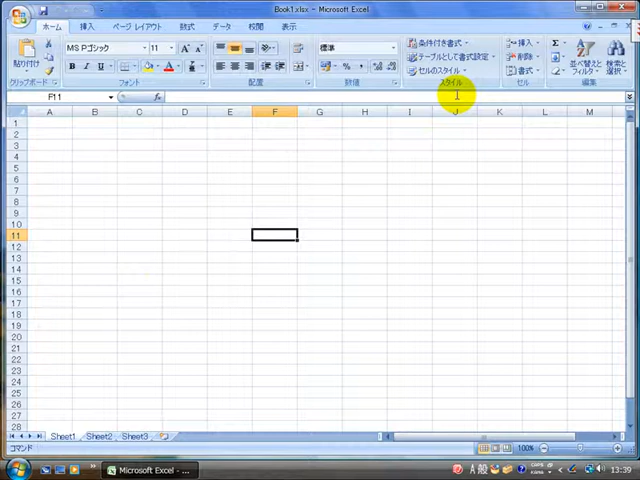 Book1.xlsx - Microsoft Excel
ホーム 挿入 ページ レイアウト 数式 データ 校閲 表示
貼り付け MS Pゴシック 11 A A 標準 条件付き書式 挿入 Σ
テーブルとして書式設定 削除 並べ替えと フィルタ 検索と 選択
B I U A % , セルのスタイル 書式
クリップボード フォント 配置 数値 スタイル セル 編集
F11 fx
A B C D E F G H I J K L M
1
2
3
4
5
6
7
8
9
10
11
12
13
14
15
16
17
18
19
20
21
22
23
24
25
26
27
28
Sheet1 Sheet2 Sheet3
コマンド 100%
Microsoft Excel - ... A 般 CAPS KANA 13:39